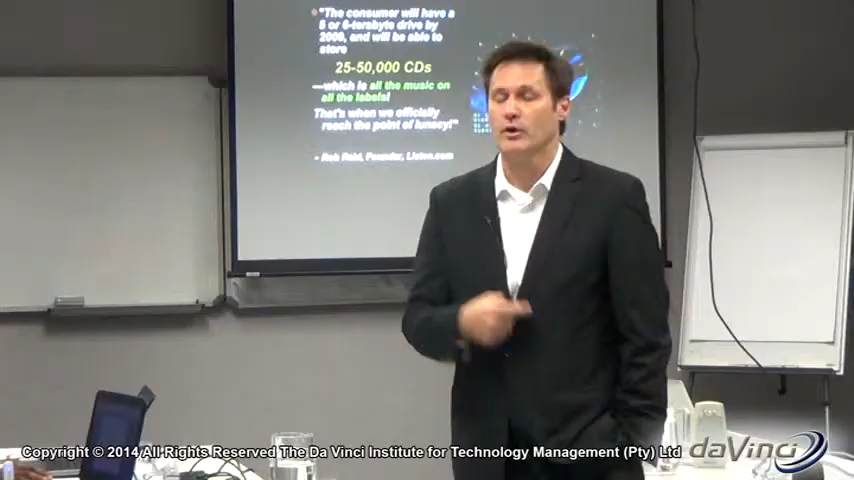 "The consumer will have a
5 or 6-terabyte drive by
2008, and will be able to
store
25-50,000 CDs
—which is all the music on
all the labels!
That's when we officially
reach the point of lunacy!"
- Rob Reid, Founder, Listen.com
Copyright © 2014 All Rights Reserved The Da Vinci Institute for Technology Management (Pty) Ltd
daVinci